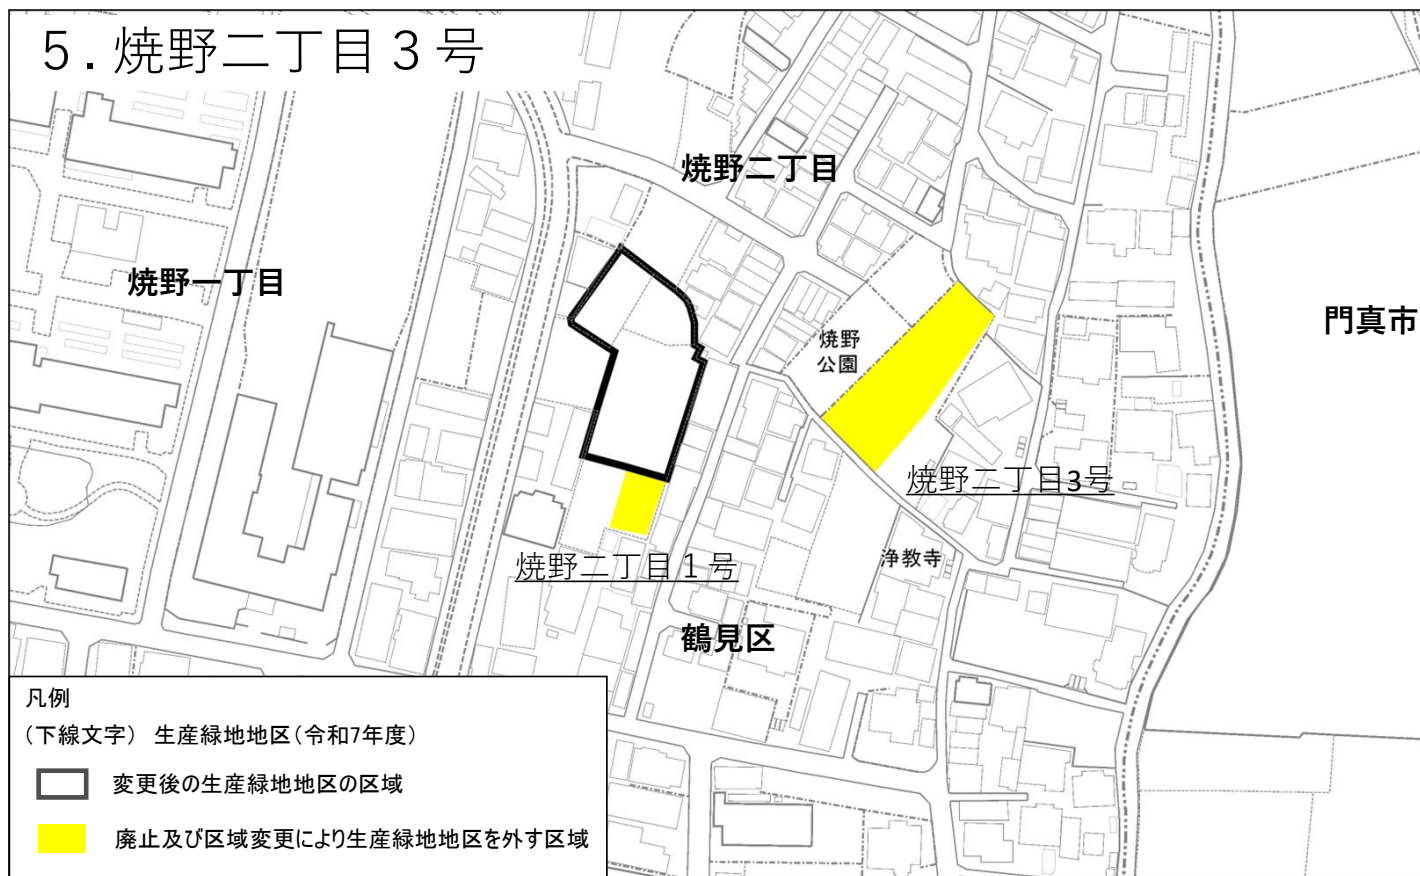 ５.焼野二丁目３号
焼野二丁目
焼野一丁目
門真市
焼野
公園
焼野二丁目3号
浄教寺
焼野二丁目１号
鶴見区
凡例
（下線文字） 生産緑地地区（令和7年度）
変更後の生産緑地地区の区域
廃止及び区域変更により生産緑地地区を外す区域